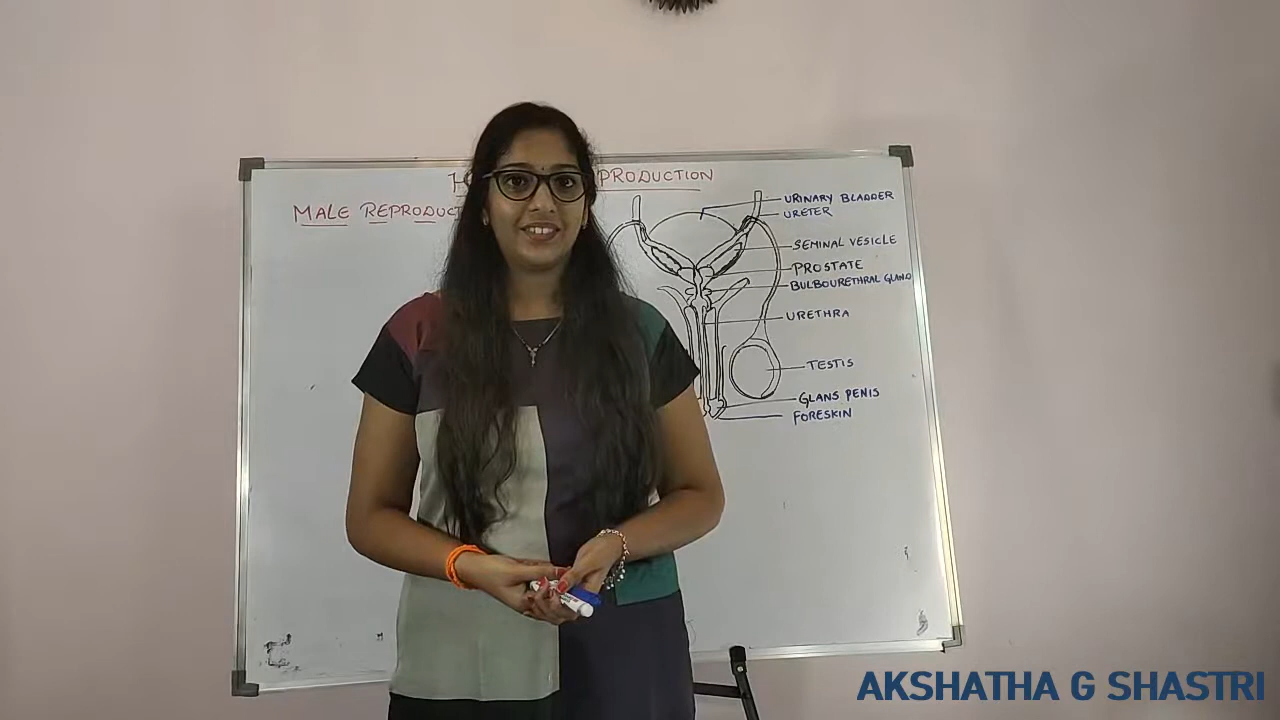 PRODUCTION
MALE REPRODUCT
URINARY BLADDER
URETER
SEMINAL VESICLE
PROSTATE
BULBOURETHRAL GLAND
URETHRA
TESTIS
GLANS PENIS
FORESKIN
AKSHATHA G SHASTRI